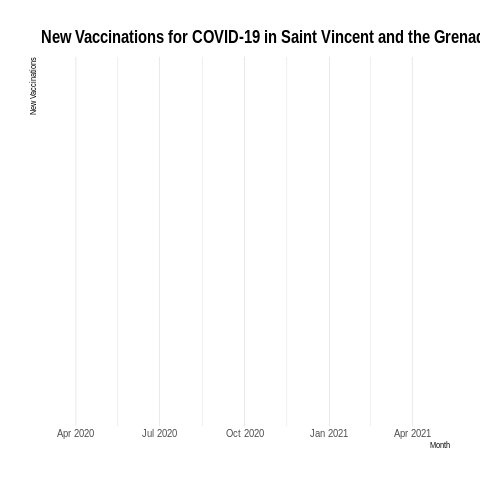 New Vaccinations for COVID-19 in Saint Vincent and the Grenad
New Vaccinations
Apr 2020
Jul 2020
Oct 2020
Jan 2021
Apr 2021
Month